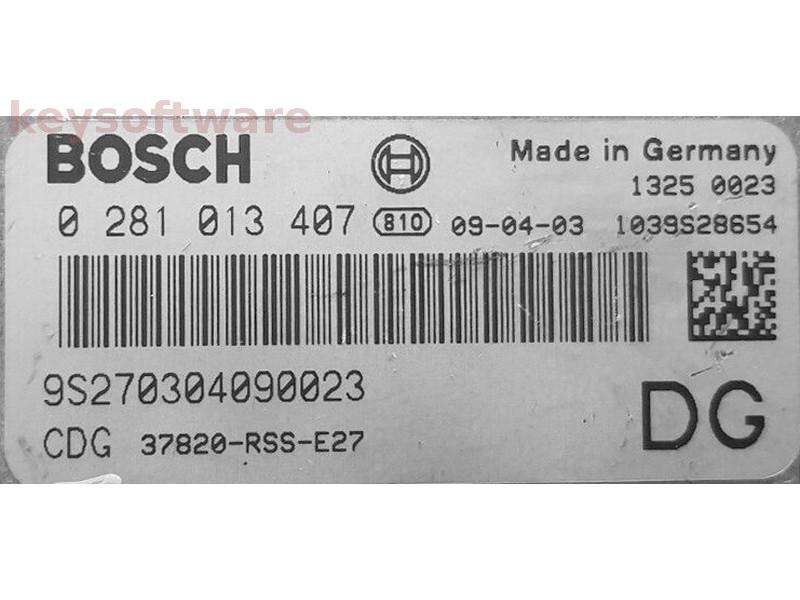 keysoftware
BOSCH
Made in Germany
1325 0023
0 281 013 407 810 09-04-03 1039S28654
9S270304090023
CDG 37820-RSS-E27
DG